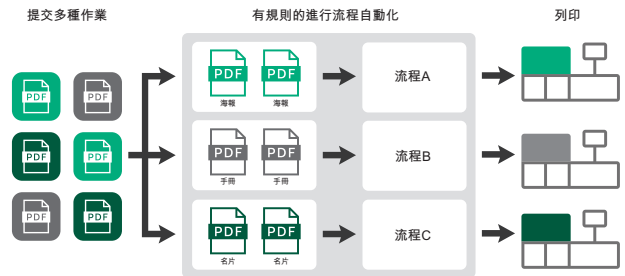 提交多種作業
有規則的進行流程自動化
列印
PDF PDF
PDF PDF
PDF PDF
PDF PDF
海報 海報
流程A
PDF PDF
手冊 手冊
流程B
PDF PDF
名片 名片
流程C